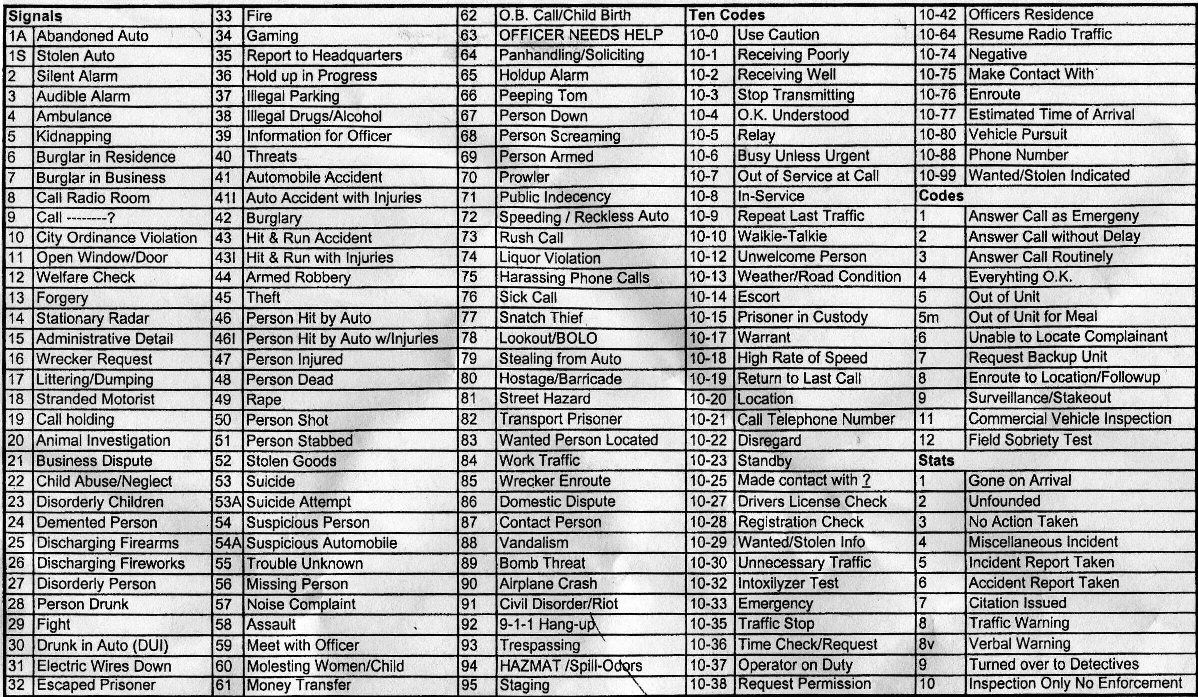 Signals
1A Abandoned Auto
1S Stolen Auto
2 Silent Alarm
3 Audible Alarm
4 Ambulance
5 Kidnapping
6 Burglar in Residence
7 Burglar in Business
8 Call Radio Room
9 Call --------?
10 City Ordinance Violation
11 Open Window/Door
12 Welfare Check
13 Forgery
14 Stationary Radar
15 Administrative Detail
16 Wrecker Request
17 Littering/Dumping
18 Stranded Motorist
19 Call holding
20 Animal Investigation
21 Business Dispute
22 Child Abuse/Neglect
23 Disorderly Children
24 Demented Person
25 Discharging Firearms
26 Discharging Fireworks
27 Disorderly Person
28 Person Drunk
29 Fight
30 Drunk in Auto (DUI)
31 Electric Wires Down
32 Escaped Prisoner
33 Fire
34 Gaming
35 Report to Headquarters
36 Hold up in Progress
37 Illegal Parking
38 Illegal Drugs/Alcohol
39 Information for Officer
40 Threats
41 Automobile Accident
41I Auto Accident with Injuries
42 Burglary
43 Hit & Run Accident
43I Hit & Run with Injuries
44 Armed Robbery
45 Theft
46 Person Hit by Auto
46I Person Hit by Auto w/Injuries
47 Person Injured
48 Person Dead
49 Rape
50 Person Shot
51 Person Stabbed
52 Stolen Goods
53 Suicide
53A Suicide Attempt
54 Suspicious Person
54A Suspicious Automobile
55 Trouble Unknown
56 Missing Person
57 Noise Complaint
58 Assault
59 Meet with Officer
60 Molesting Women/Child
61 Money Transfer
62 O.B. Call/Child Birth
63 OFFICER NEEDS HELP
64 Panhandling/Soliciting
65 Holdup Alarm
66 Peeping Tom
67 Person Down
68 Person Screaming
69 Person Armed
70 Prowler
71 Public Indecency
72 Speeding / Reckless Auto
73 Rush Call
74 Liquor Violation
75 Harassing Phone Calls
76 Sick Call
77 Snatch Thief
78 Lookout/BOLO
79 Stealing from Auto
80 Hostage/Barricade
81 Street Hazard
82 Transport Prisoner
83 Wanted Person Located
84 Work Traffic
85 Wrecker Enroute
86 Domestic Dispute
87 Contact Person
88 Vandalism
89 Bomb Threat
90 Airplane Crash
91 Civil Disorder/Riot
92 9-1-1 Hang-up
93 Trespassing
94 HAZMAT /Spill-Odors
95 Staging
Ten Codes
10-0 Use Caution
10-1 Receiving Poorly
10-2 Receiving Well
10-3 Stop Transmitting
10-4 O.K. Understood
10-5 Relay
10-6 Busy Unless Urgent
10-7 Out of Service at Call
10-8 In-Service
10-9 Repeat Last Traffic
10-10 Walkie-Talkie
10-12 Unwelcome Person
10-13 Weather/Road Condition
10-14 Escort
10-15 Prisoner in Custody
10-17 Warrant
10-18 High Rate of Speed
10-19 Return to Last Call
10-20 Location
10-21 Call Telephone Number
10-22 Disregard
10-23 Standby
10-25 Made contact with ?
10-27 Drivers License Check
10-28 Registration Check
10-29 Wanted/Stolen Info
10-30 Unnecessary Traffic
10-32 Intoxilyzer Test
10-33 Emergency
10-35 Traffic Stop
10-36 Time Check/Request
10-37 Operator on Duty
10-38 Request Permission
10-42 Officers Residence
10-64 Resume Radio Traffic
10-74 Negative
10-75 Make Contact With
10-76 Enroute
10-77 Estimated Time of Arrival
10-80 Vehicle Pursuit
10-88 Phone Number
10-99 Wanted/Stolen Indicated
Codes
1 Answer Call as Emergeny
2 Answer Call without Delay
3 Answer Call Routinely
4 Everyhting O.K.
5 Out of Unit
5m Out of Unit for Meal
6 Unable to Locate Complainant
7 Request Backup Unit
8 Enroute to Location/Followup
9 Surveillance/Stakeout
11 Commercial Vehicle Inspection
12 Field Sobriety Test
Stats
1 Gone on Arrival
2 Unfounded
3 No Action Taken
4 Miscellaneous Incident
5 Incident Report Taken
6 Accident Report Taken
7 Citation Issued
8 Traffic Warning
8v Verbal Warning
9 Turned over to Detectives
10 Inspection Only No Enforcement